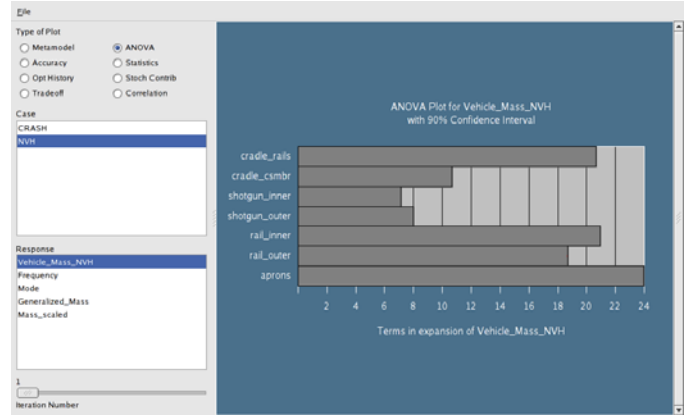 File
Type of Plot
Metamodel ANOVA
Accuracy Statistics
Opt History Stoch Contrib
Tradeoff Correlation
Case
CRASH
NVH
Response
Vehicle_Mass_NVH
Frequency
Mode
Generalized_Mass
Mass_scaled
1
Iteration Number
ANOVA Plot for Vehicle_Mass_NVH
with 90% Confidence Interval
cradle_rails
cradle_csmbr
shotgun_inner
shotgun_outer
rail_inner
rail_outer
aprons
2 4 6 8 10 12 14 16 18 20 22 24
Terms in expansion of Vehicle_Mass_NVH